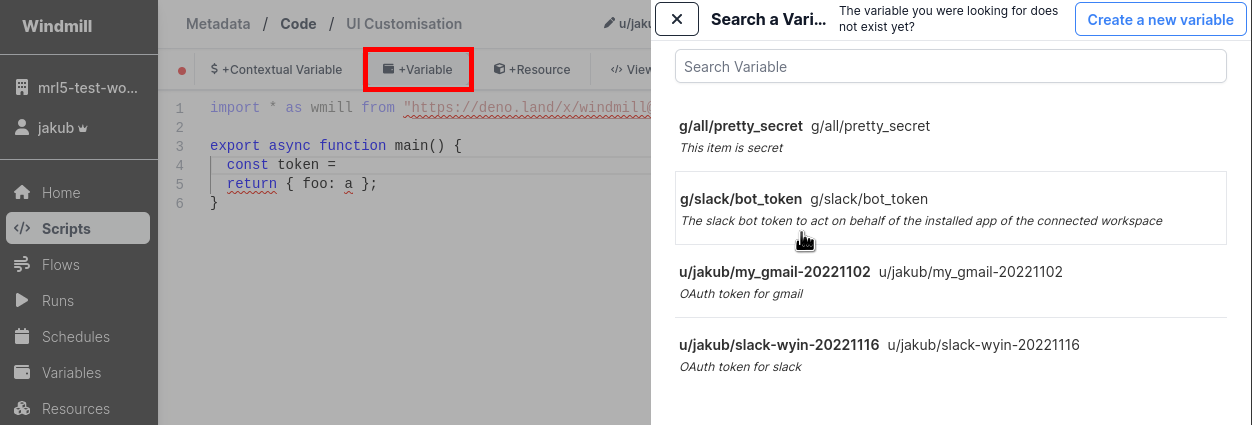 Windmill
mrl5-test-wo...
jakub
Home
Scripts
Flows
Runs
Schedules
Variables
Resources
Metadata / Code / UI Customisation
u/jaku
$ +Contextual Variable +Variable +Resource </> View
1 import * as wmill from "https://deno.land/x/windmill@
2
3 export async function main() {
4 const token =
5 return { foo: a };
6 }
Search a Vari...
The variable you were looking for does
not exist yet?
Create a new variable
Search Variable
g/all/pretty_secret g/all/pretty_secret
This item is secret
g/slack/bot_token g/slack/bot_token
The slack bot token to act on behalf of the installed app of the connected workspace
u/jakub/my_gmail-20221102 u/jakub/my_gmail-20221102
OAuth token for gmail
u/jakub/slack-wyin-20221116 u/jakub/slack-wyin-20221116
OAuth token for slack